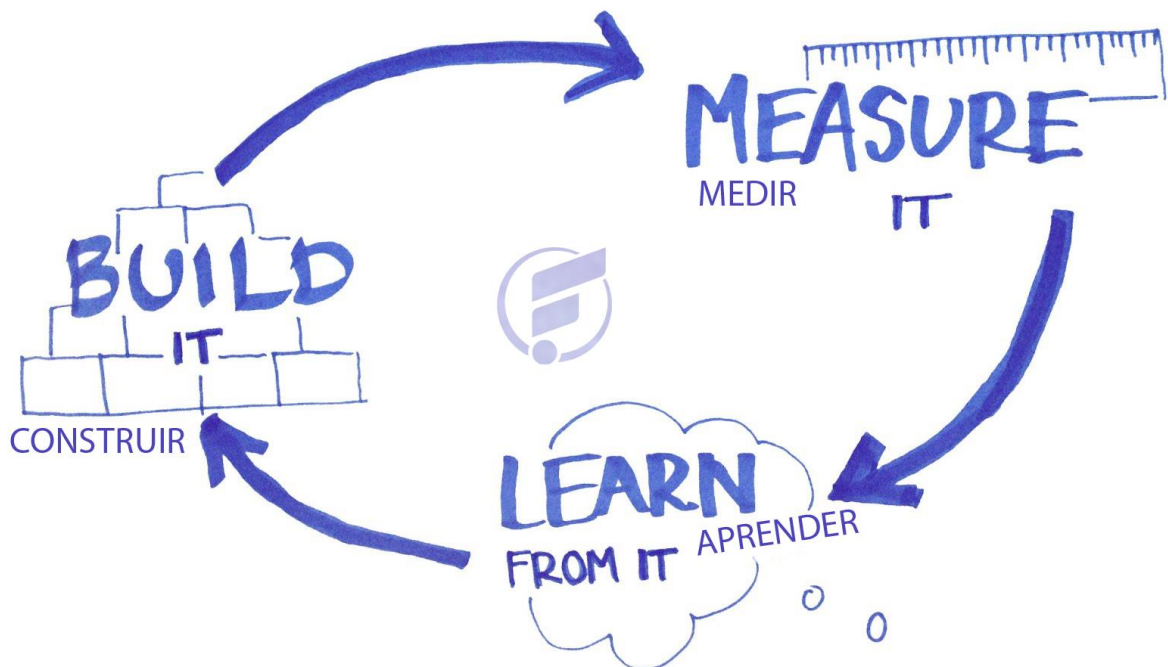 MEASURE
MEDIR
IT
BUILD
IT
CONSTRUIR
LEARN
APRENDER
FROM IT